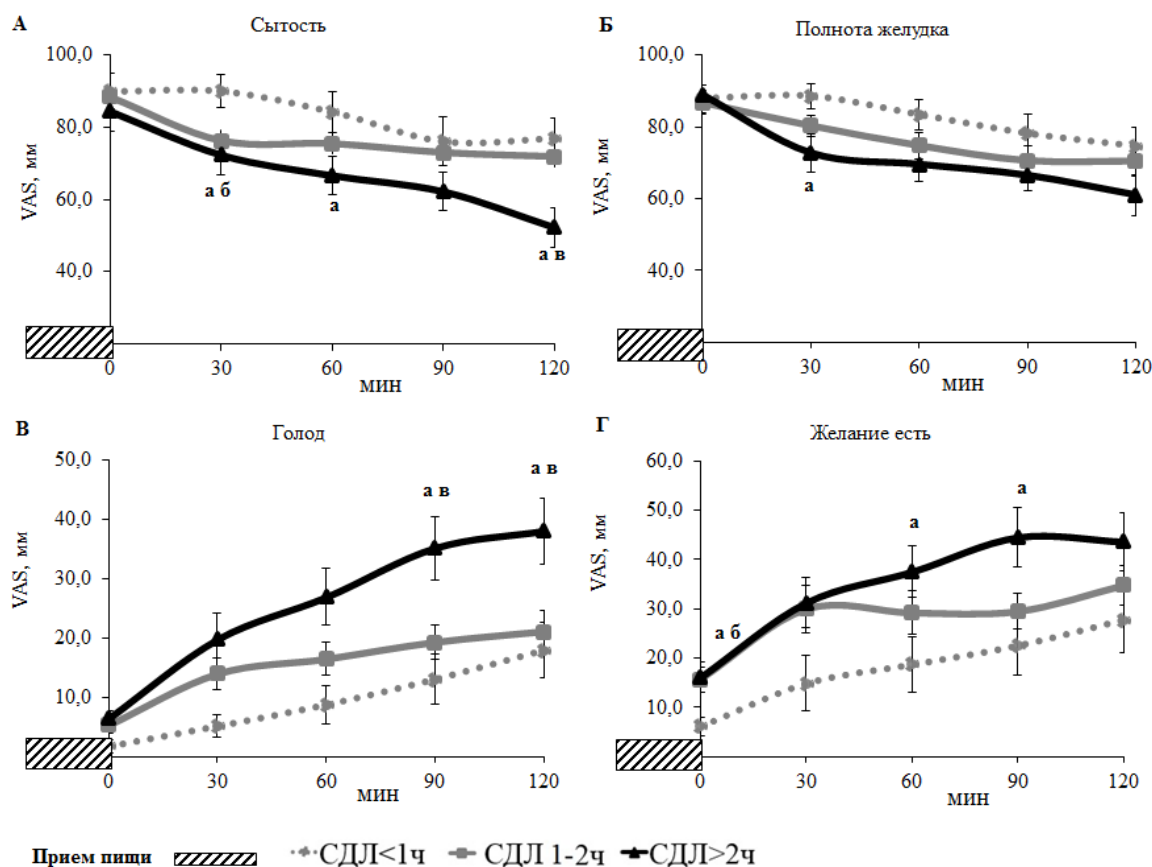 А
Сытость
100,0
80,0
60,0
40,0
VAS, мм
а б
а
а в
0
30
60
90
120
мин
Б
Полнота желудка
100,0
80,0
60,0
40,0
VAS, мм
а
0
30
60
90
120
мин
В
Голод
50,0
40,0
30,0
20,0
10,0
VAS, мм
а в
а в
0
30
60
90
120
мин
Г
Желание есть
60,0
50,0
40,0
30,0
20,0
10,0
VAS, мм
а б
а
а
0
30
60
90
120
мин
Прием пищи СДЛ<1ч СДЛ 1-2ч СДЛ>2ч